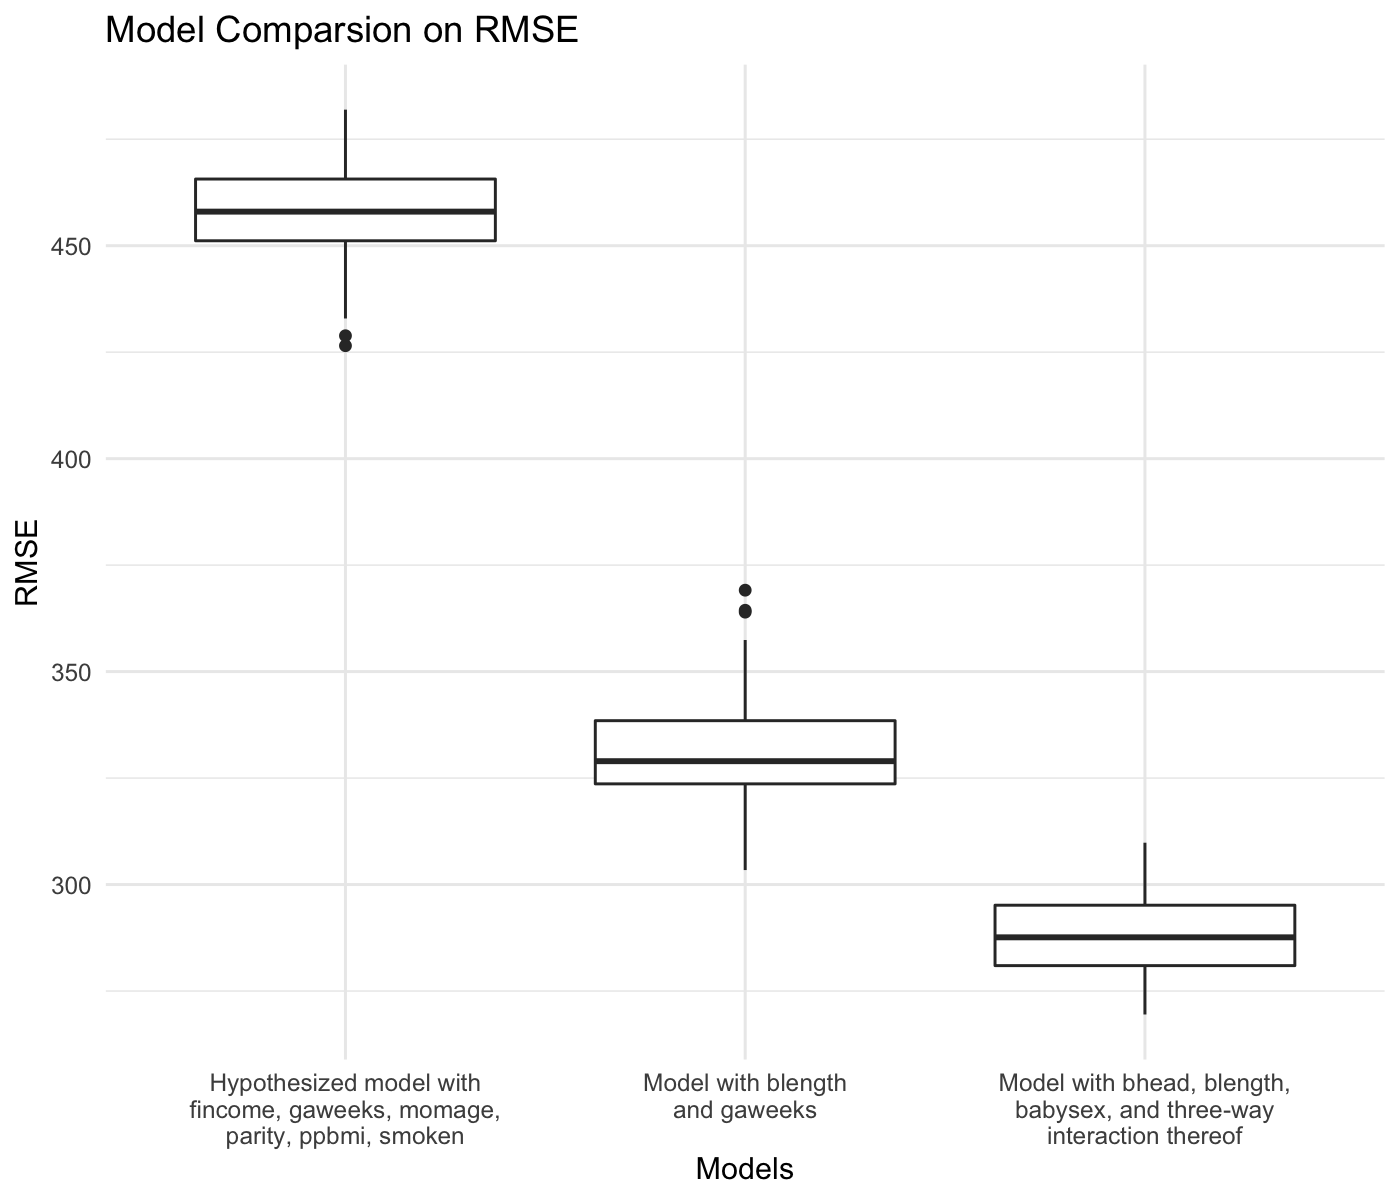 Model Comparsion on RMSE
RMSE
450
400
350
300
Hypothesized model with
fincome, gaweeks, momage,
parity, ppbmi, smoken
Model with blength
and gaweeks
Model with bhead, blength,
babysex, and three-way
interaction thereof
Models